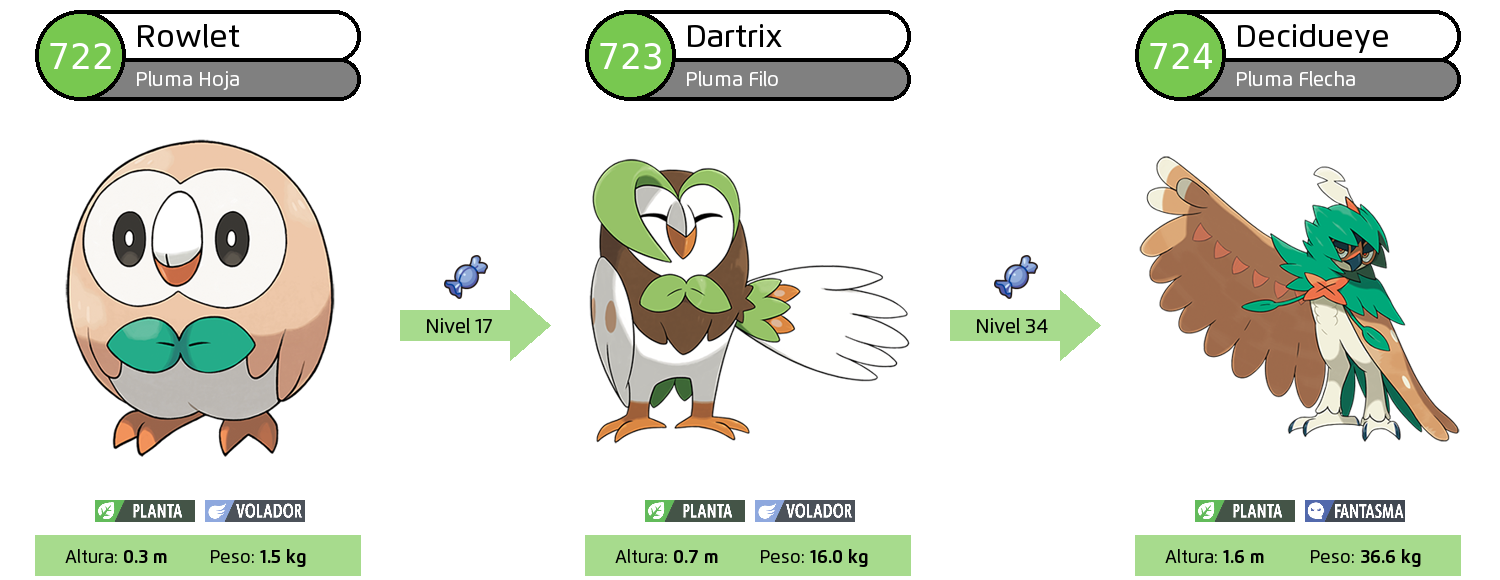 722
Rowlet
Pluma Hoja
723
Dartrix
Pluma Filo
724
Decidueye
Pluma Flecha
Nivel 17
Nivel 34
PLANTA VOLADOR
PLANTA VOLADOR
PLANTA FANTASMA
Altura: 0.3 m Peso: 1.5 kg
Altura: 0.7 m Peso: 16.0 kg
Altura: 1.6 m Peso: 36.6 kg